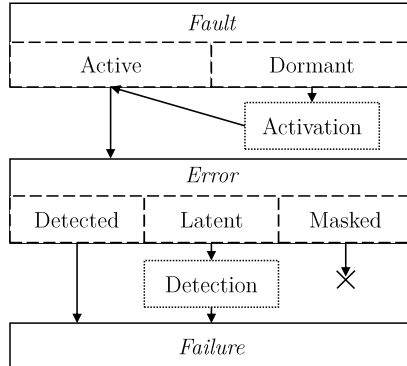 Fault
Active Dormant
Activation
Error
Detected Latent Masked
Detection
Failure